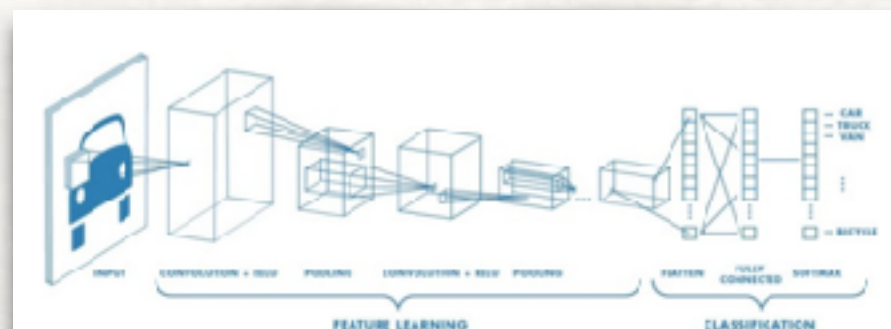 CAR
TRUCK
VAN
BICYCLE
INPUT CONVOLUTION + RELU POOLING CONVOLUTION + RELU POOLING FLATTEN FULLY CONNECTED SOFTMAX
FEATURE LEARNING CLASSIFICATION